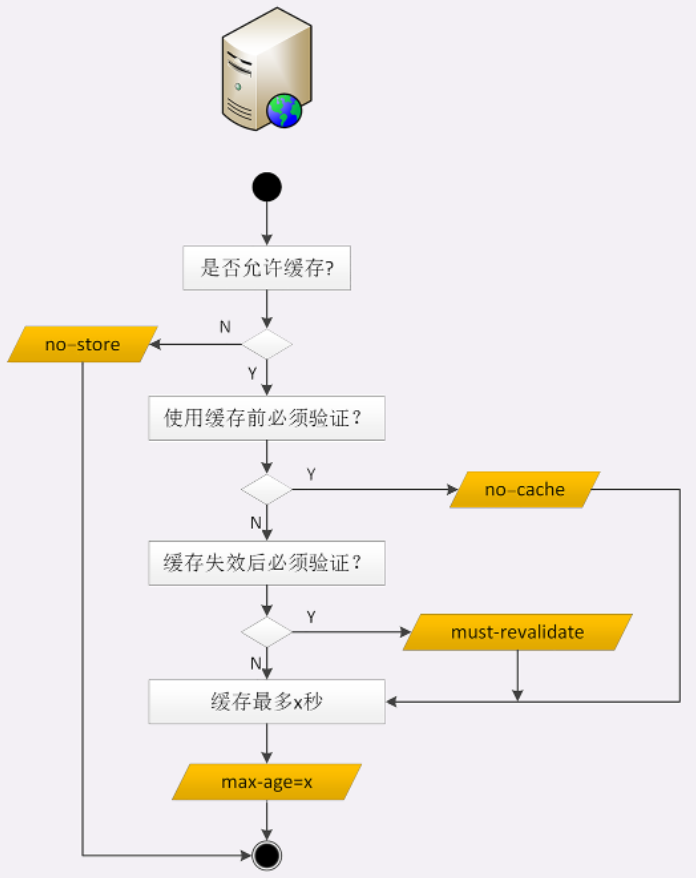 是否允许缓存?
N
no-store
Y
使用缓存前必须验证?
Y
no-cache
N
缓存失效后必须验证?
Y
must-revalidate
N
缓存最多x秒
max-age=x